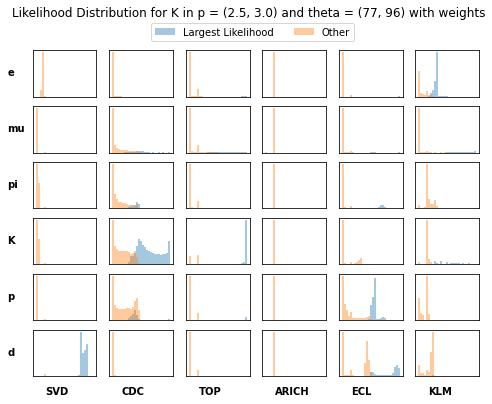 Likelihood Distribution for K in p = (2.5, 3.0) and theta = (77, 96) with weights
Largest Likelihood Other
e
mu
pi
K
p
d
SVD CDC TOP ARICH ECL KLM